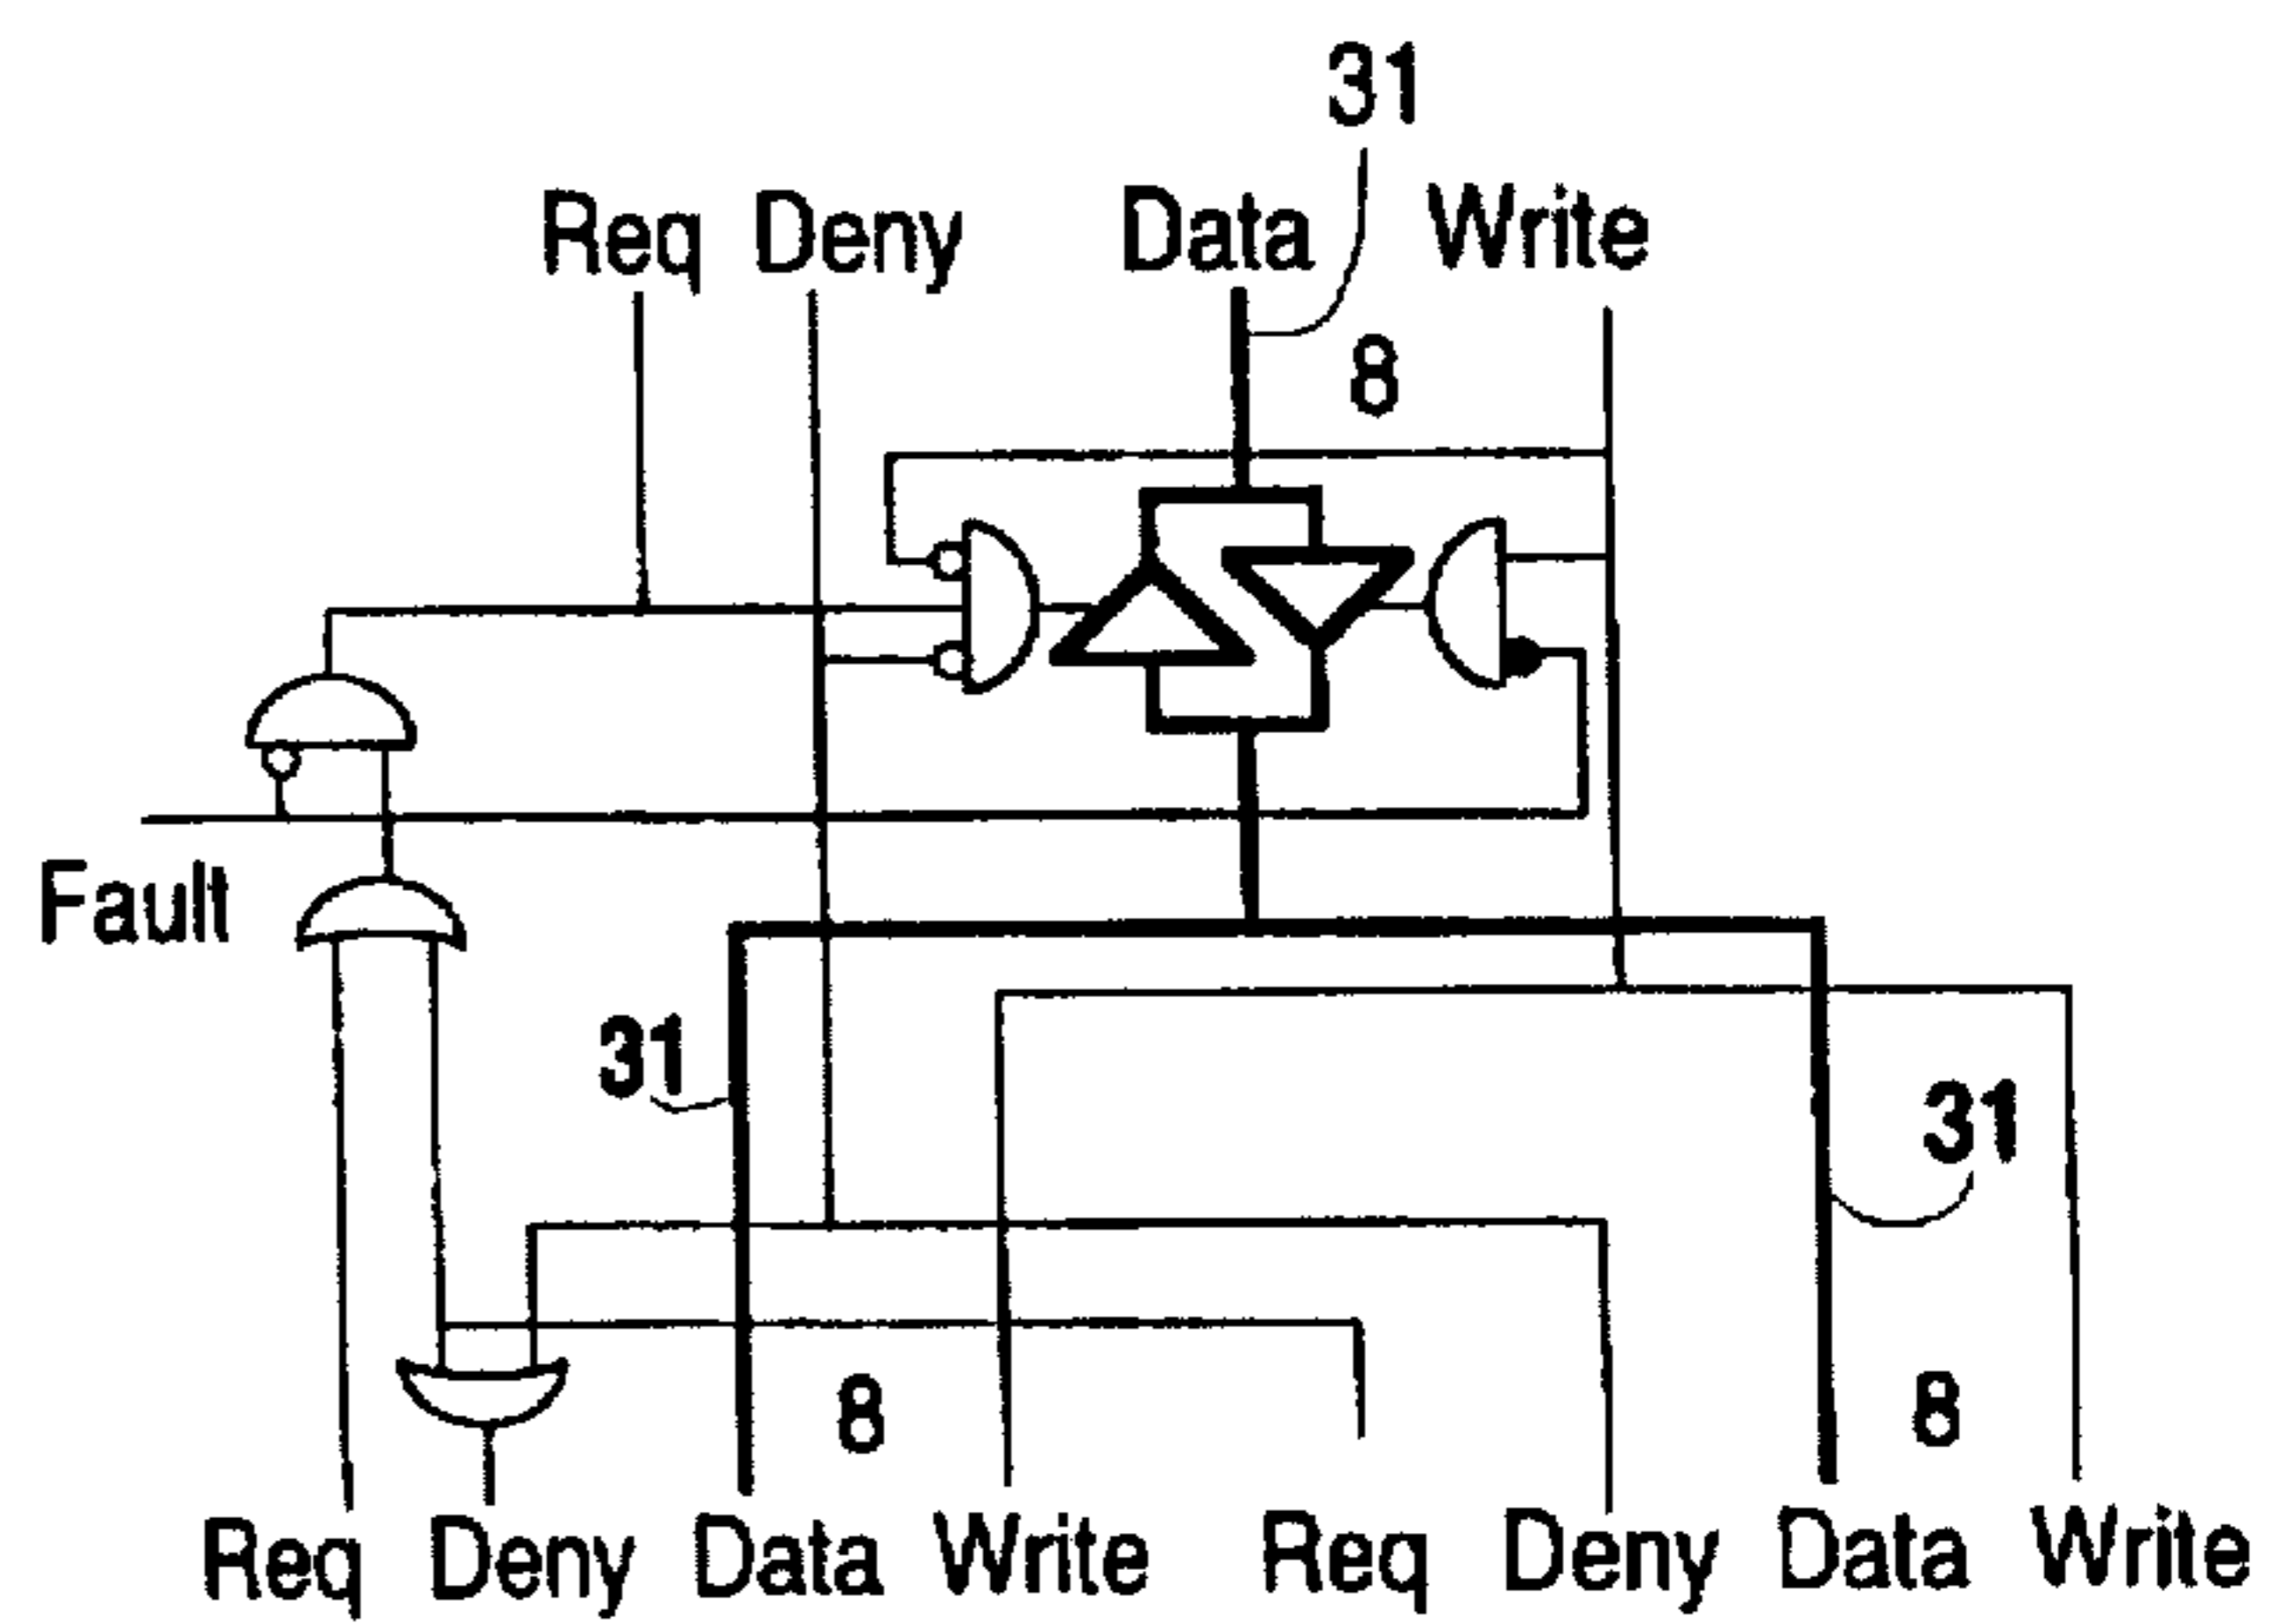 31
Req Deny Data Write
8
Fault
31
31
8 8
Req Deny Data Write Req Deny Data Write